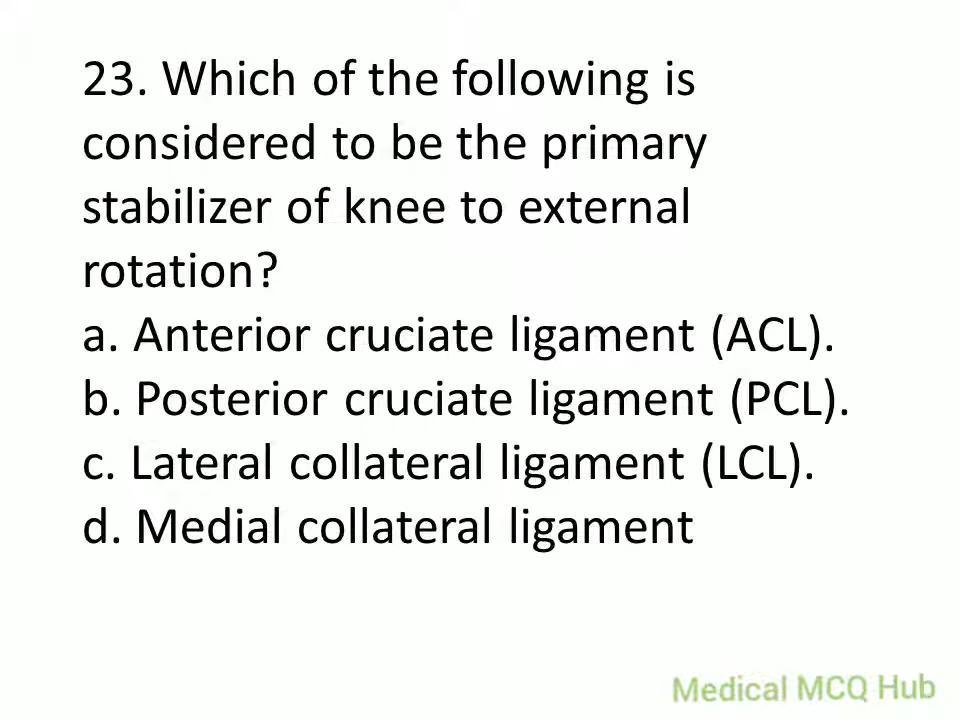 23. Which of the following is
considered to be the primary
stabilizer of knee to external
rotation?
a. Anterior cruciate ligament (ACL).
b. Posterior cruciate ligament (PCL).
c. Lateral collateral ligament (LCL).
d. Medial collateral ligament
Medical MCQ Hub